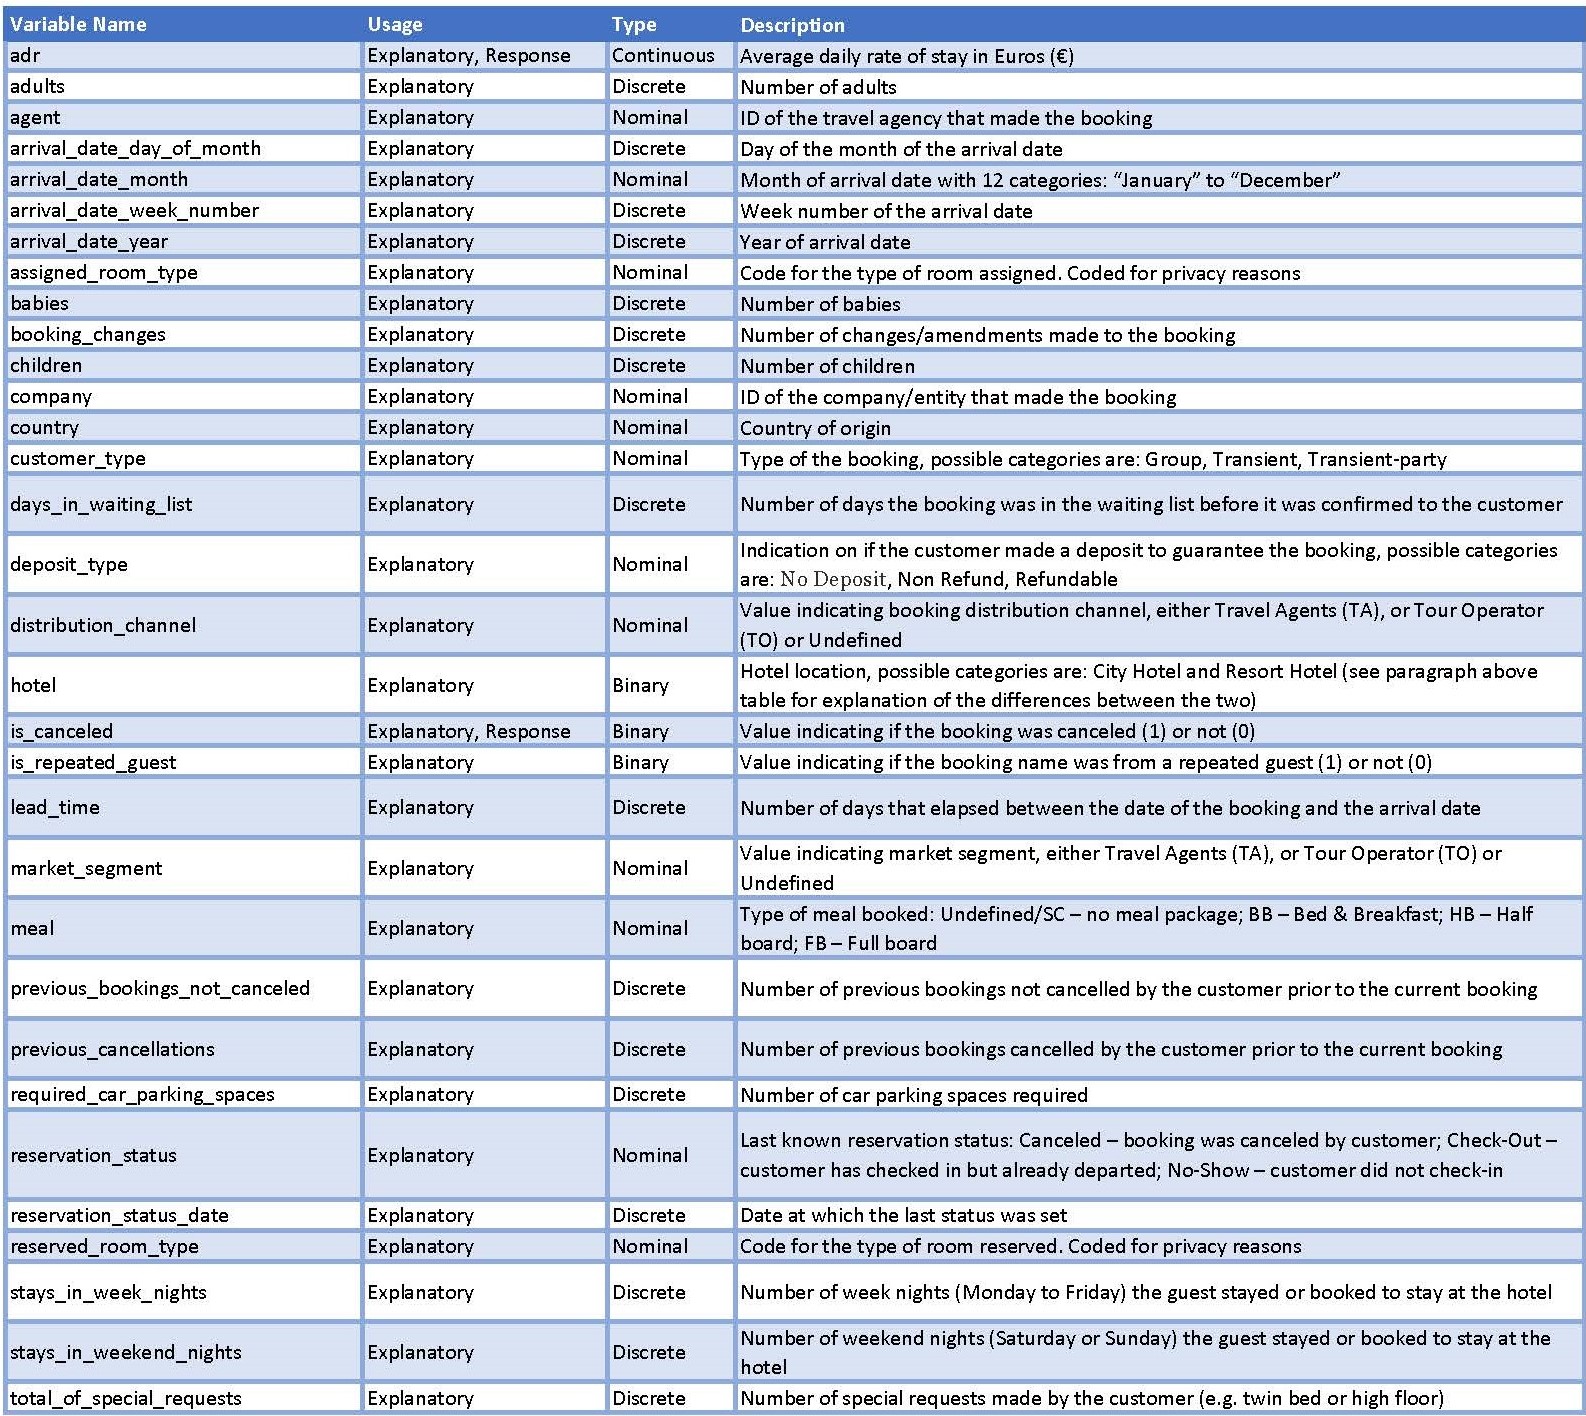 Variable Name Usage Type Description
adr Explanatory, Response Continuous Average daily rate of stay in Euros (€)
adults Explanatory Discrete Number of adults
agent Explanatory Nominal ID of the travel agency that made the booking
arrival_date_day_of_month Explanatory Discrete Day of the month of the arrival date
arrival_date_month Explanatory Nominal Month of arrival date with 12 categories: “January” to “December”
arrival_date_week_number Explanatory Discrete Week number of the arrival date
arrival_date_year Explanatory Discrete Year of arrival date
assigned_room_type Explanatory Nominal Code for the type of room assigned. Coded for privacy reasons
babies Explanatory Discrete Number of babies
booking_changes Explanatory Discrete Number of changes/amendments made to the booking
children Explanatory Discrete Number of children
company Explanatory Nominal ID of the company/entity that made the booking
country Explanatory Nominal Country of origin
customer_type Explanatory Nominal Type of the booking, possible categories are: Group, Transient, Transient-party
days_in_waiting_list Explanatory Discrete Number of days the booking was in the waiting list before it was confirmed to the customer
deposit_type Explanatory Nominal Indication on if the customer made a deposit to guarantee the booking, possible categories
are: No Deposit, Non Refund, Refundable
distribution_channel Explanatory Nominal Value indicating booking distribution channel, either Travel Agents (TA), or Tour Operator
(TO) or Undefined
hotel Explanatory Binary Hotel location, possible categories are: City Hotel and Resort Hotel (see paragraph above
table for explanation of the differences between the two)
is_canceled Explanatory, Response Binary Value indicating if the booking was canceled (1) or not (0)
is_repeated_guest Explanatory Binary Value indicating if the booking name was from a repeated guest (1) or not (0)
lead_time Explanatory Discrete Number of days that elapsed between the date of the booking and the arrival date
market_segment Explanatory Nominal Value indicating market segment, either Travel Agents (TA), or Tour Operator (TO) or
Undefined
meal Explanatory Nominal Type of meal booked: Undefined/SC – no meal package; BB – Bed & Breakfast; HB – Half
board; FB – Full board
previous_bookings_not_canceled Explanatory Discrete Number of previous bookings not cancelled by the customer prior to the current booking
previous_cancellations Explanatory Discrete Number of previous bookings cancelled by the customer prior to the current booking
required_car_parking_spaces Explanatory Discrete Number of car parking spaces required
reservation_status Explanatory Nominal Last known reservation status: Canceled – booking was canceled by customer; Check-Out –
customer has checked in but already departed; No-Show – customer did not check-in
reservation_status_date Explanatory Discrete Date at which the last status was set
reserved_room_type Explanatory Nominal Code for the type of room reserved. Coded for privacy reasons
stays_in_week_nights Explanatory Discrete Number of week nights (Monday to Friday) the guest stayed or booked to stay at the hotel
stays_in_weekend_nights Explanatory Discrete Number of weekend nights (Saturday or Sunday) the guest stayed or booked to stay at the
hotel
total_of_special_requests Explanatory Discrete Number of special requests made by the customer (e.g. twin bed or high floor)